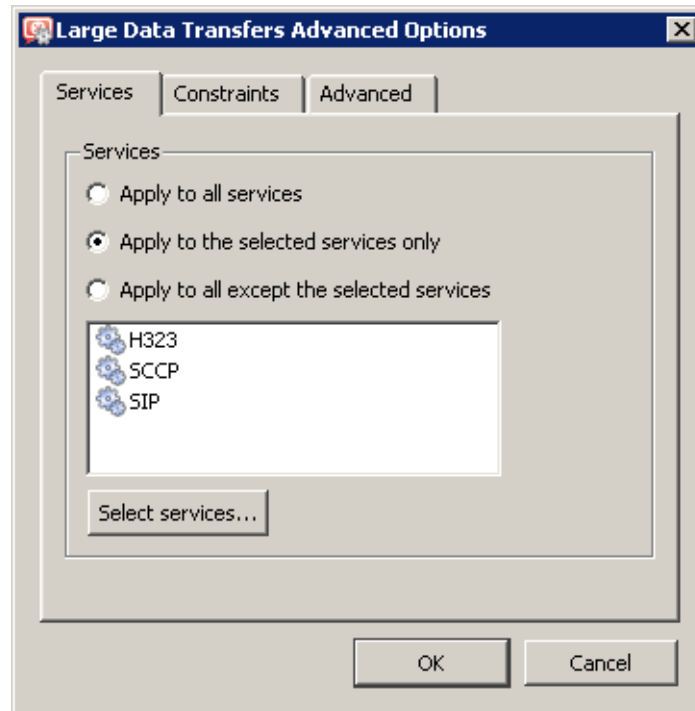 Large Data Transfers Advanced Options
Services Constraints Advanced
Services
Apply to all services
Apply to the selected services only
Apply to all except the selected services
H323
SCCP
SIP
Select services...
OK Cancel